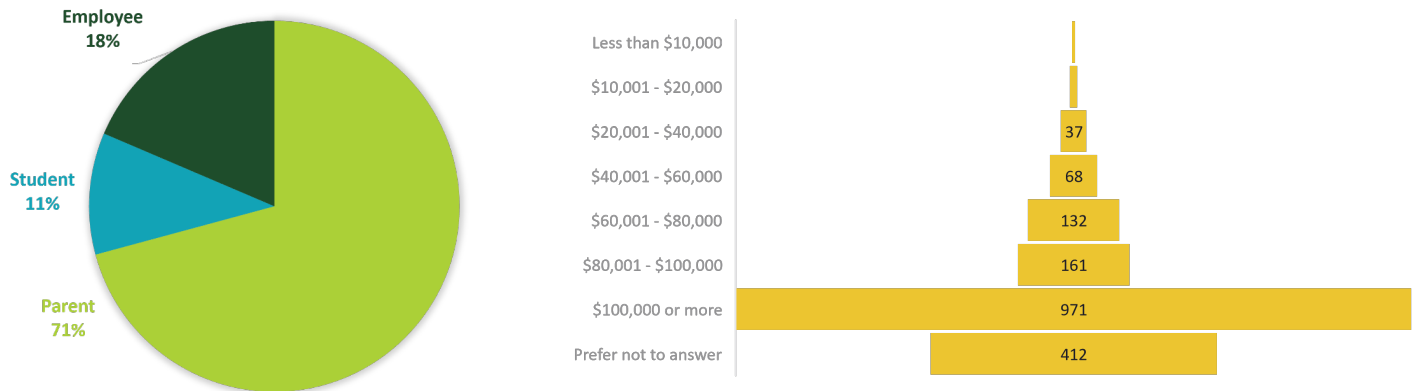 Employee
18%
Student
11%
Parent
71%
Less than $10,000
$10,001 - $20,000
$20,001 - $40,000
37
$40,001 - $60,000
68
$60,001 - $80,000
132
$80,001 - $100,000
161
$100,000 or more
971
Prefer not to answer
412